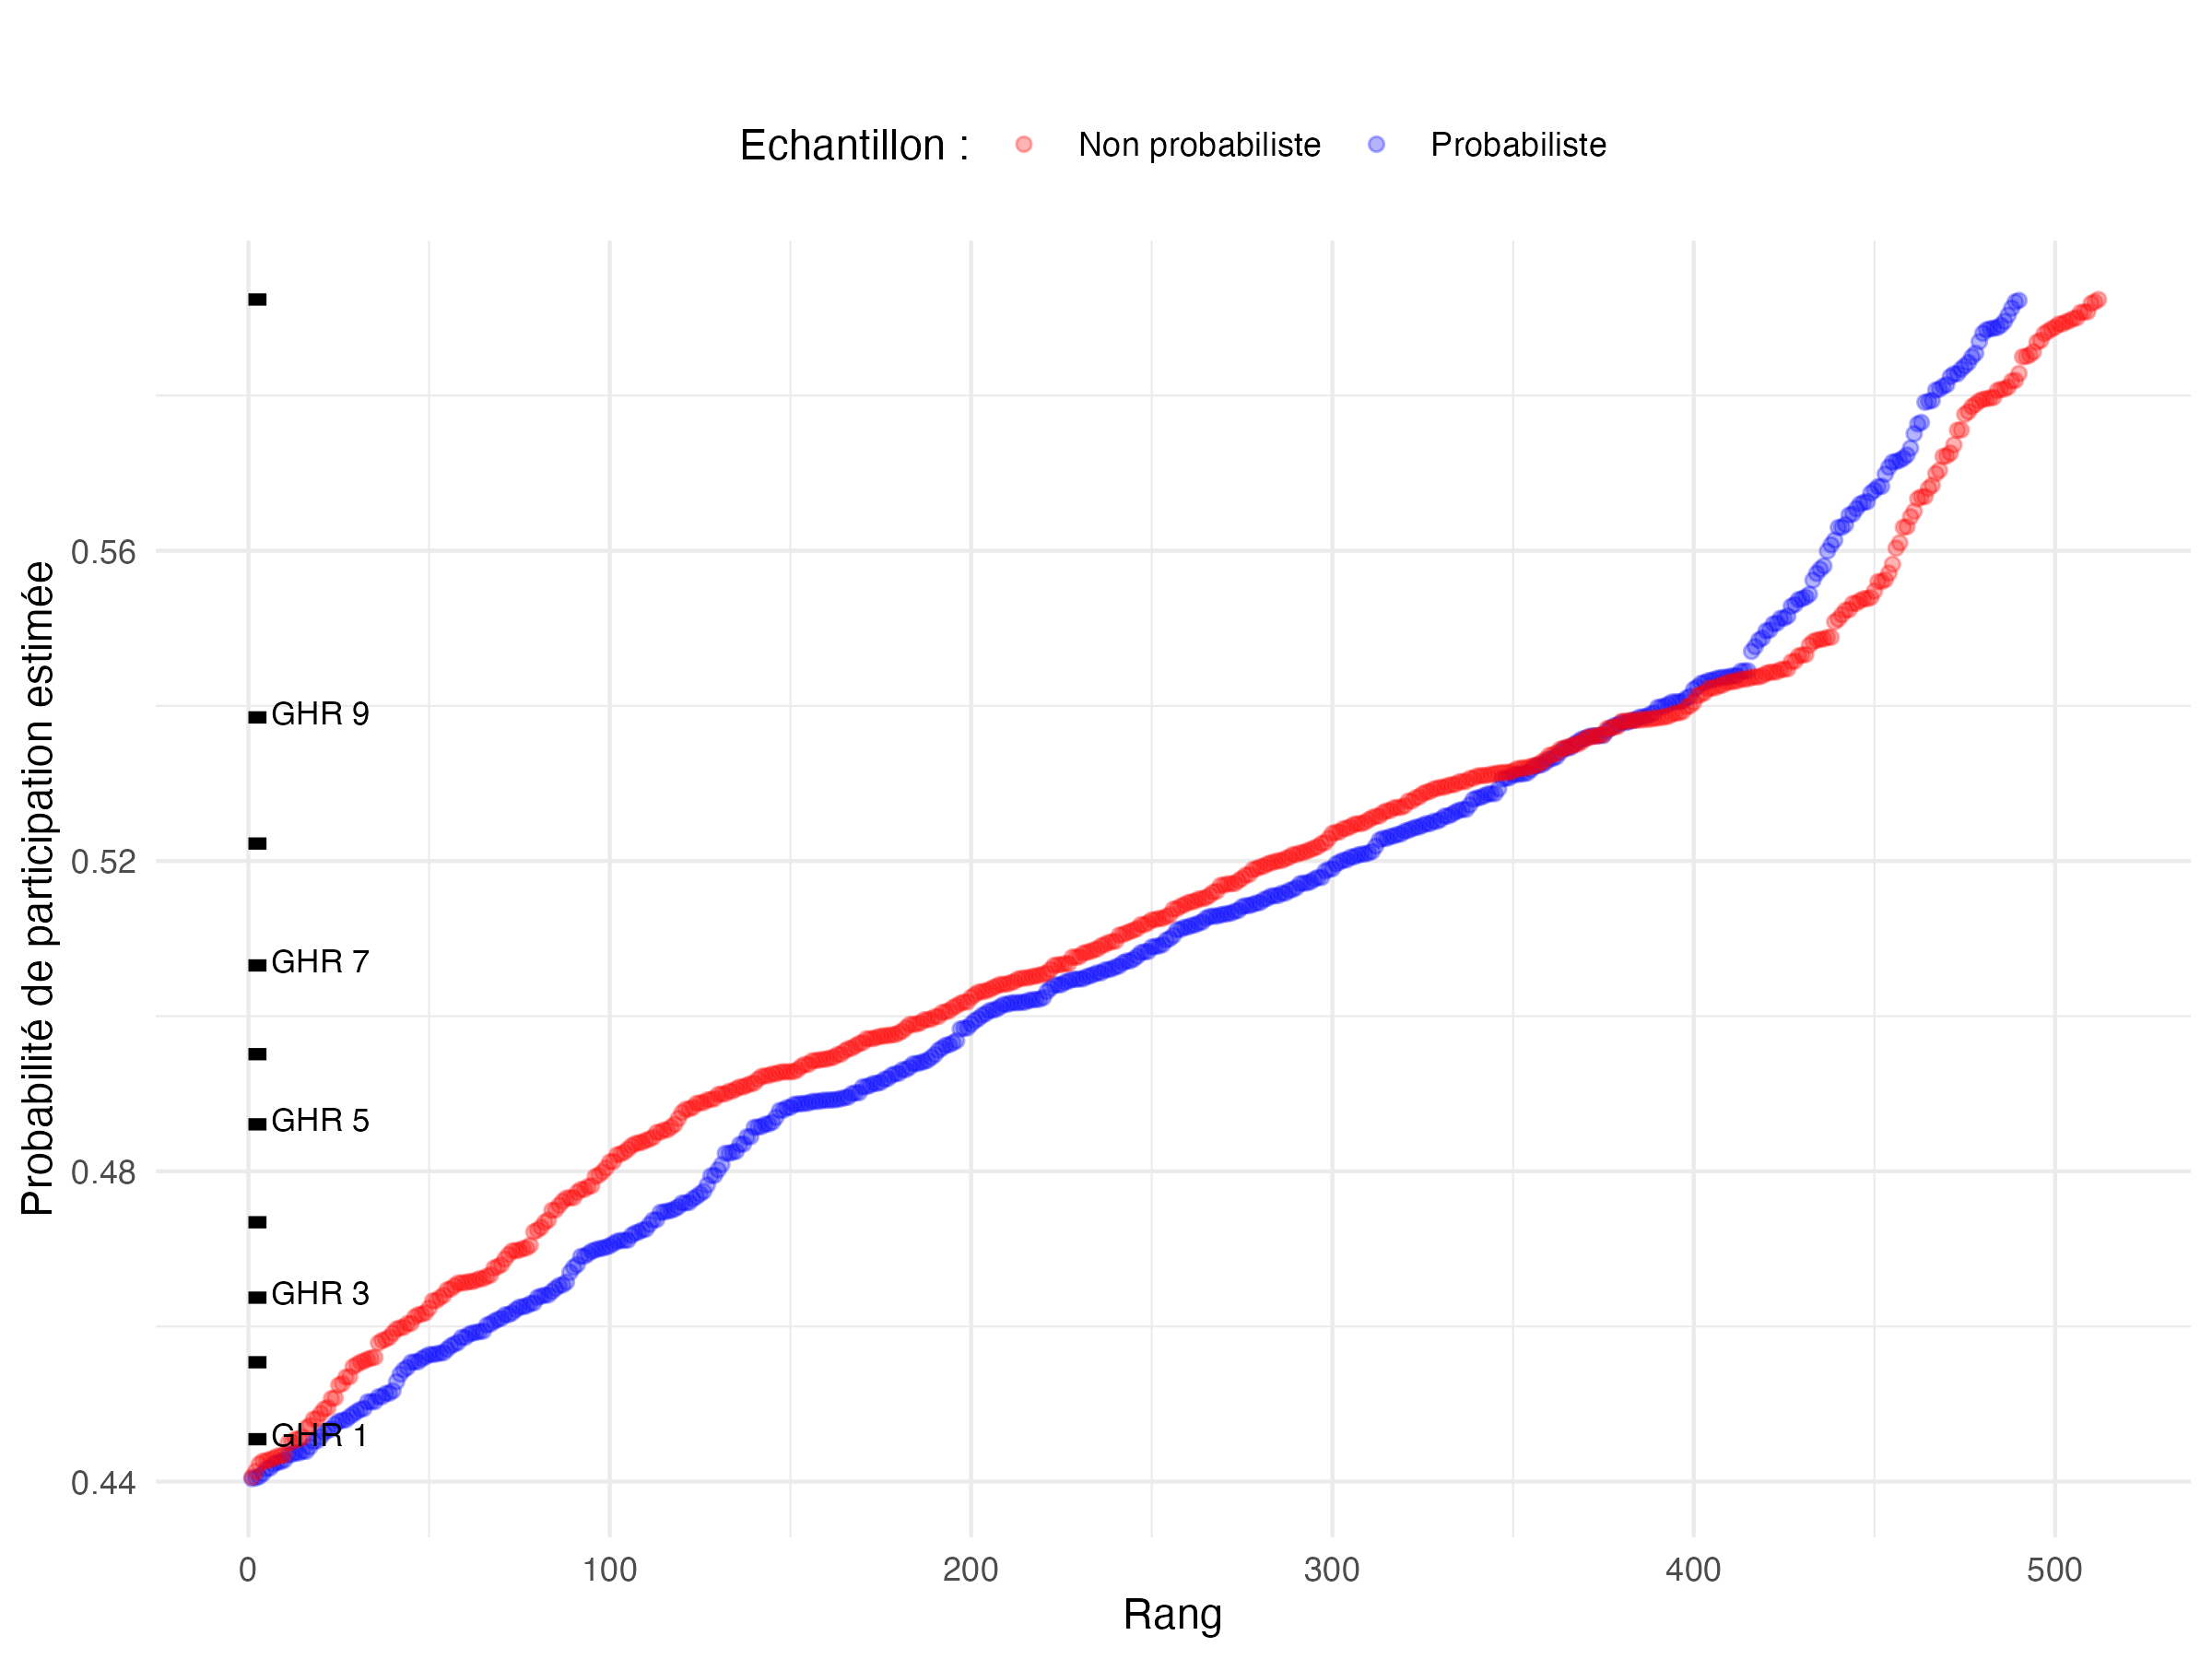 Echantillon :
Non probabiliste
Probabiliste
Probabilité de participation estimée
0.56
0.52
0.48
0.44
GHR 9
GHR 7
GHR 5
GHR 3
GHR 1
0
100
200
300
400
500
Rang